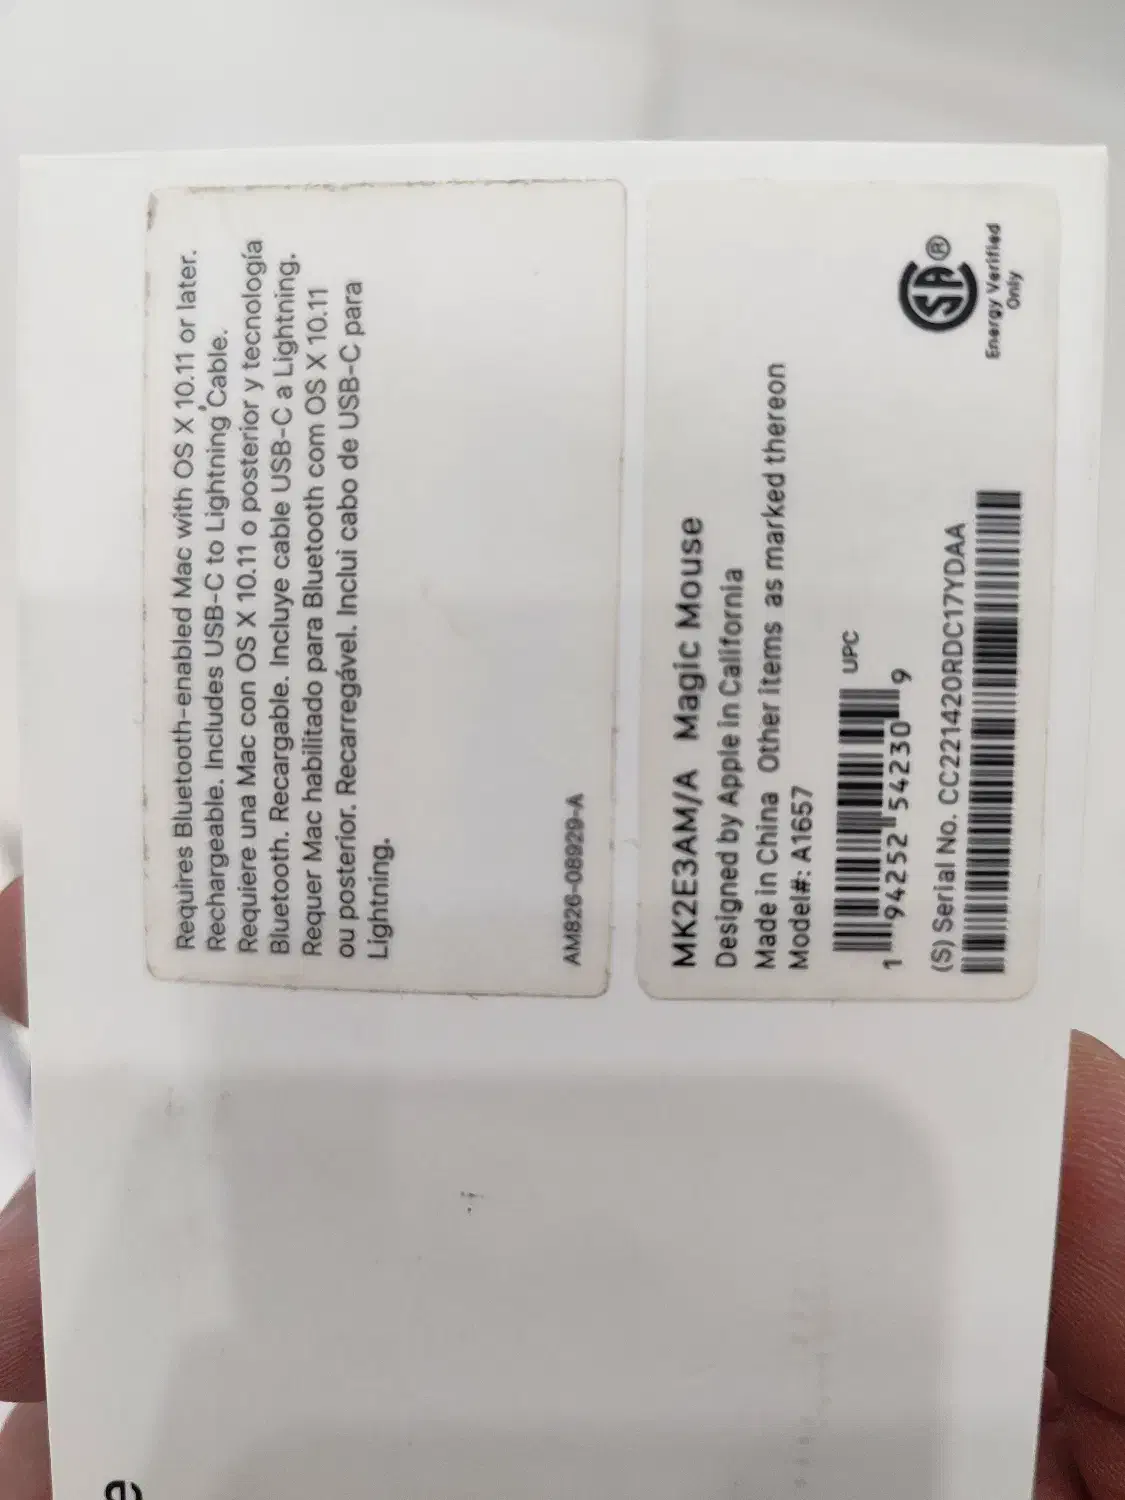 Requires Bluetooth-enabled Mac with OS X 10.11 or later.
Rechargeable. Includes USB-C to Lightning Cable.
Requiere una Mac con OS X 10.11 o posterior y tecnología
Bluetooth. Recargable. Incluye cable USB-C a Lightning.
Requer Mac habilitado para Bluetooth com OS X 10.11
ou posterior. Recarregável. Inclui cabo de USB-C para
Lightning.
AM826-08929-A
MK2E3AM/A Magic Mouse
Designed by Apple in California
Made in China Other items as marked thereon
Model#: A1657
UPC
1 94252 54230 9
(S) Serial No. CC221420RDC17YDAA
SA®
Energy Verified
Only
e